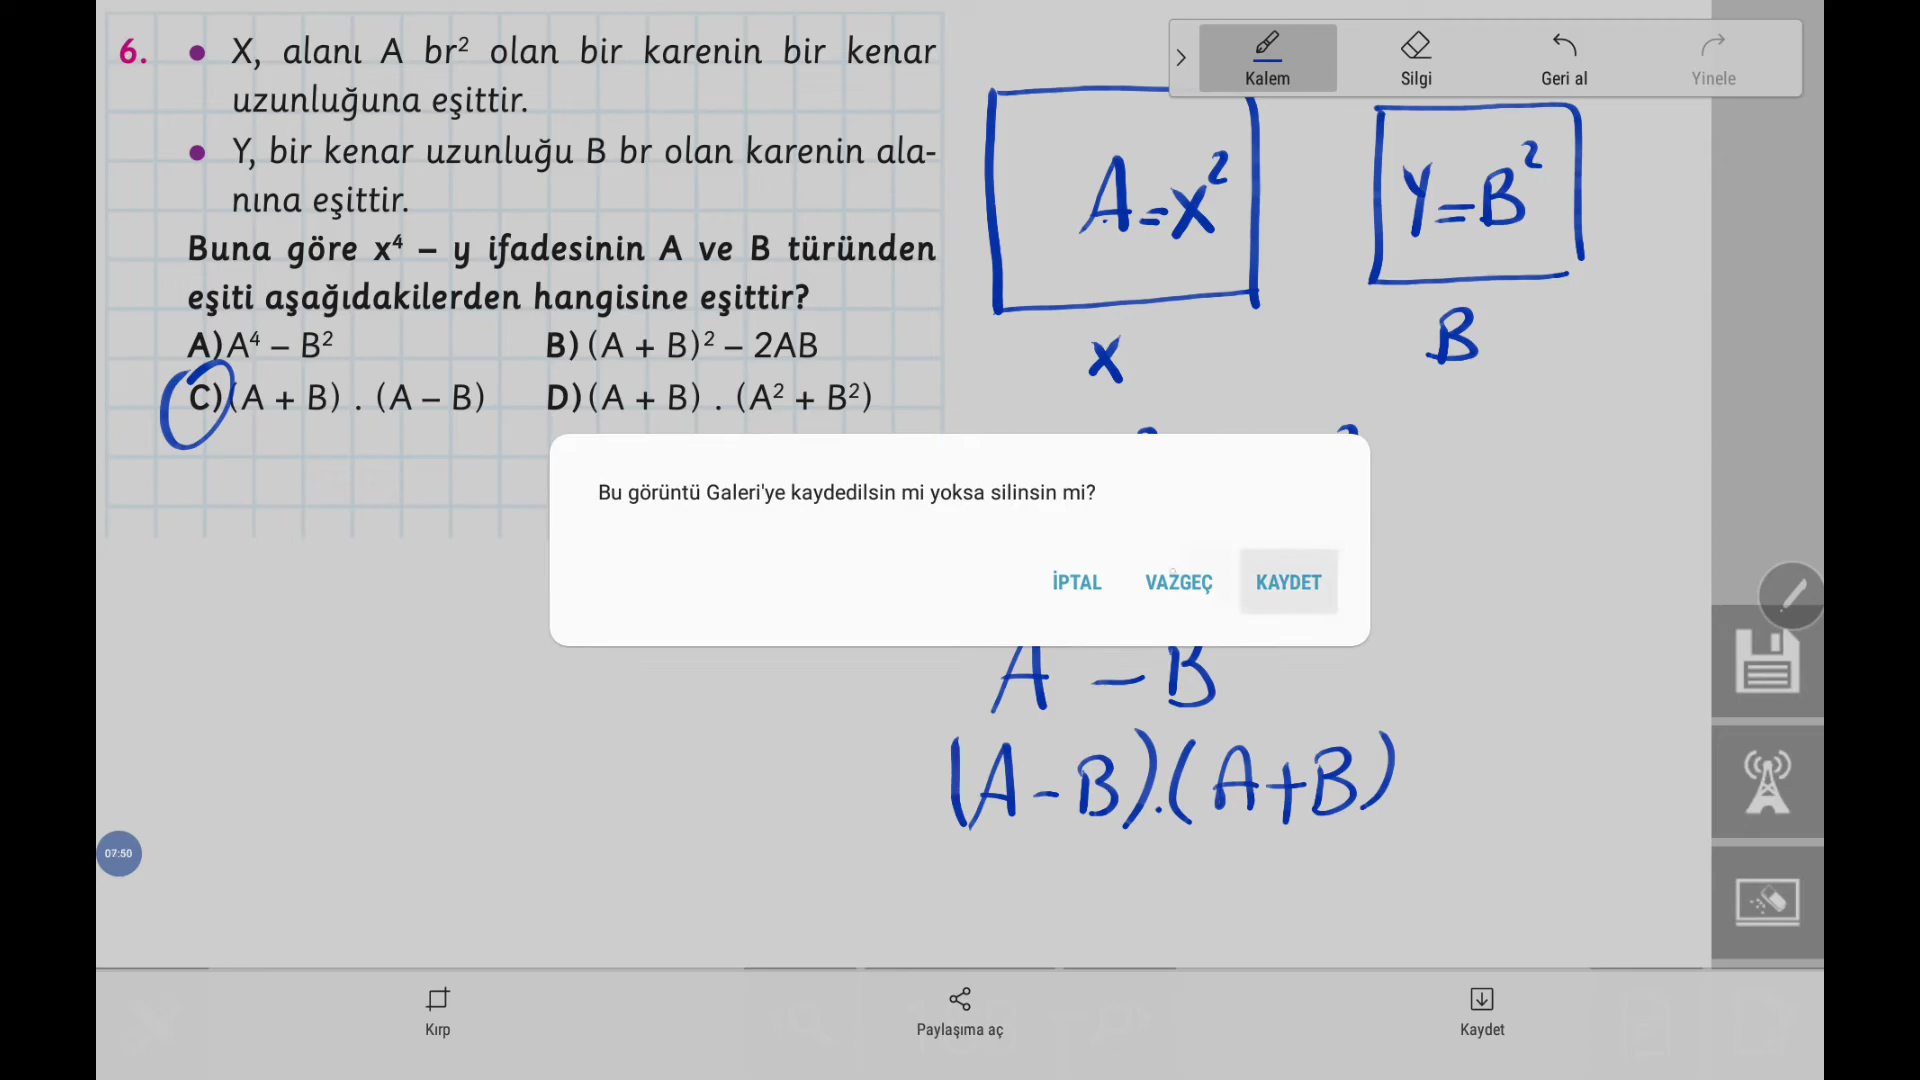 6. • X, alanı A br² olan bir karenin bir kenar
uzunluğuna eşittir.
• Y, bir kenar uzunluğu B br olan karenin ala-
nına eşittir.
Buna göre x⁴ – y ifadesinin A ve B türünden
eşiti aşağıdakilerden hangisine eşittir?
A) A⁴ – B² B) (A + B)² – 2AB
C) (A + B) . (A – B) D) (A + B) . (A² + B²)
Kalem Silgi Geri al Yinele
A=x²
x
Y=B²
B
Bu görüntü Galeri'ye kaydedilsin mi yoksa silinsin mi?
İPTAL VAZGEÇ KAYDET
A – B
(A-B).(A+B)
07:50
Kırp Paylaşıma aç Kaydet